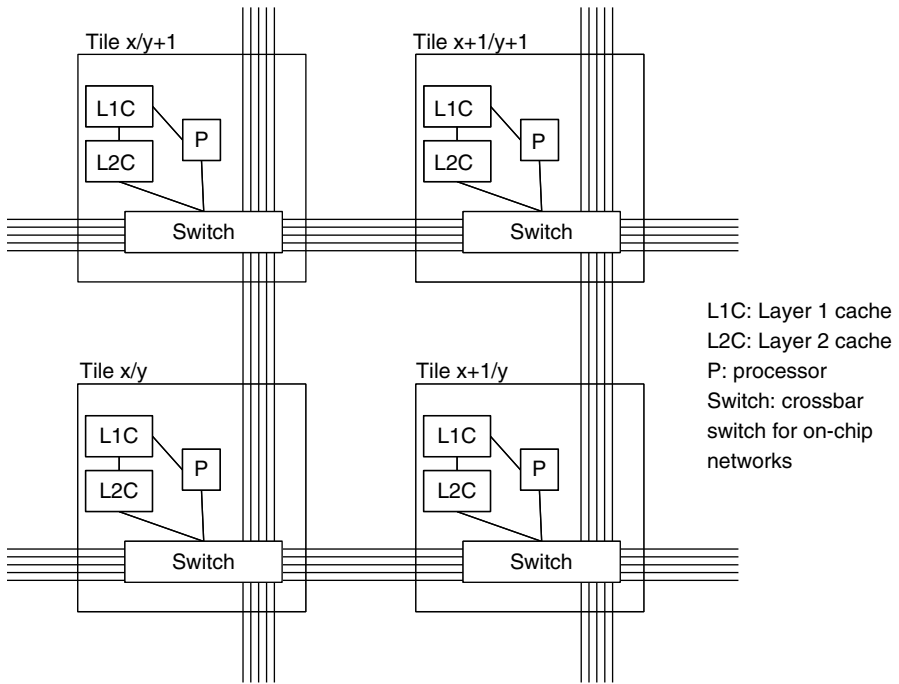 Tile x/y+1
L1C
P
L2C
Switch
Tile x+1/y+1
L1C
P
L2C
Switch
Tile x/y
L1C
P
L2C
Switch
Tile x+1/y
L1C
P
L2C
Switch
L1C: Layer 1 cache
L2C: Layer 2 cache
P: processor
Switch: crossbar
switch for on-chip
networks